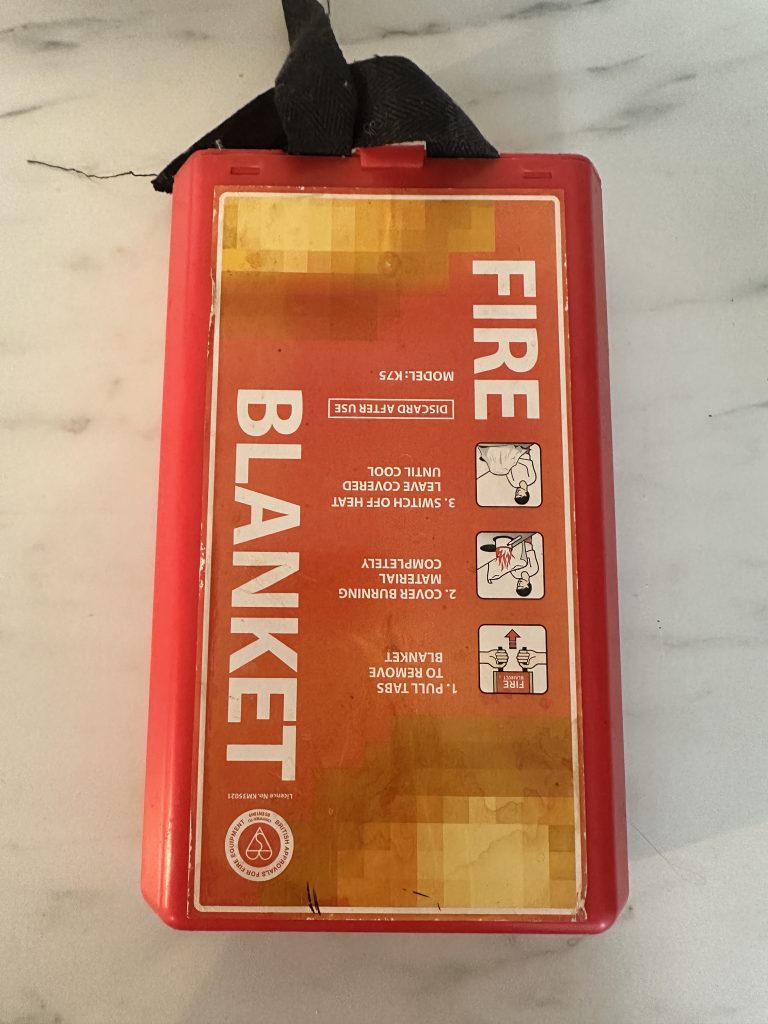 FIRE
BLANKET
1. PULL TABS
TO REMOVE
BLANKET
2. COVER BURNING
MATERIAL
COMPLETELY
3. SWITCH OFF HEAT
LEAVE COVERED
UNTIL COOL
DISCARD AFTER USE
MODEL: K75
FIRE
BLANKET
Licence No. KM35021
BRITISH APPROVALS FOR FIRE EQUIPMENT